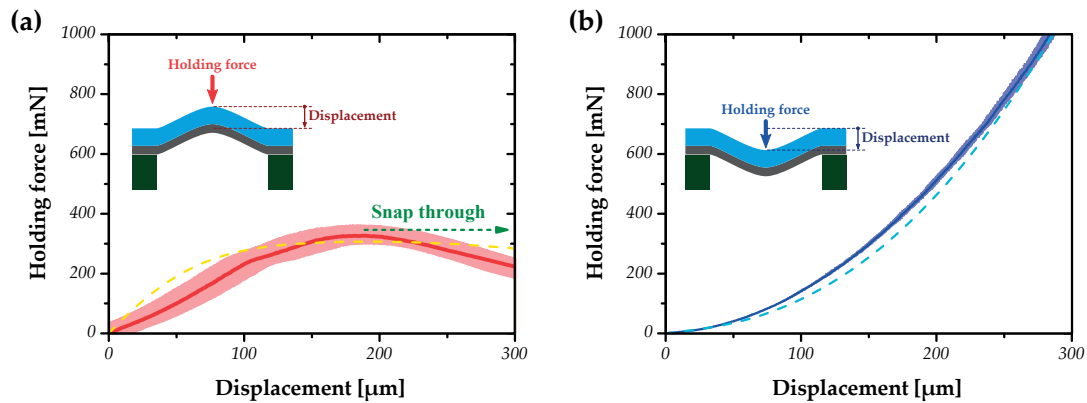 (a)
1000
800
600
400
200
0
Holding force [mN]
Holding force
Displacement
Snap through
0
100
200
300
Displacement [µm]
(b)
1000
800
600
400
200
0
Holding force [mN]
Holding force
Displacement
0
100
200
300
Displacement [µm]